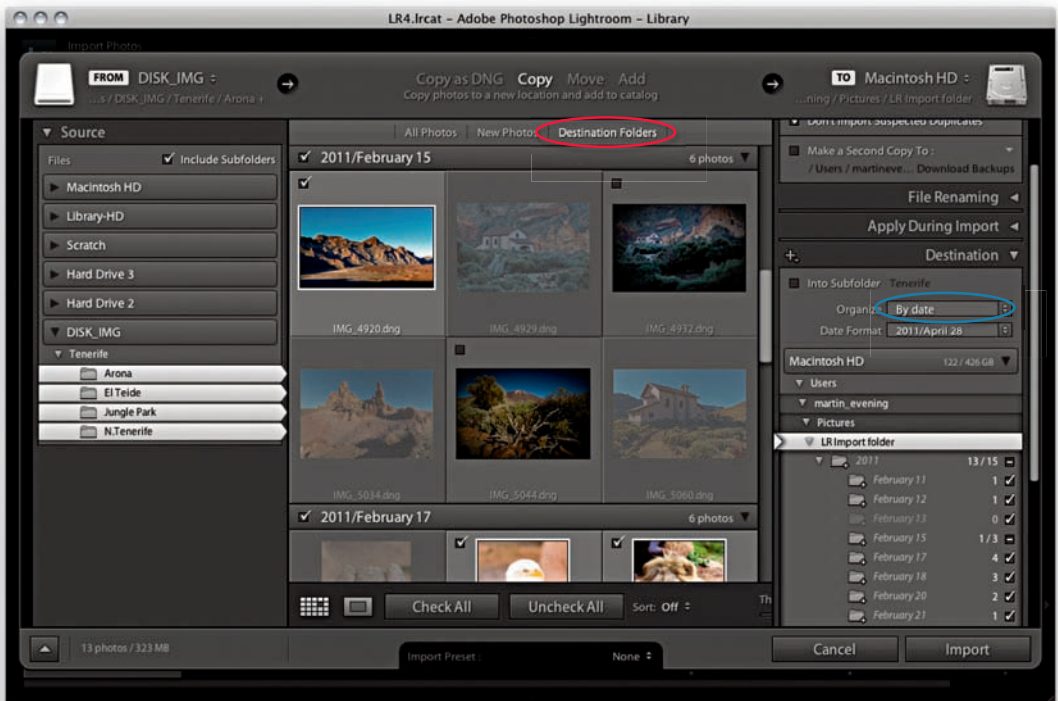 LR4.lrcat – Adobe Photoshop Lightroom – Library
Import Photos
FROM DISK_IMG
...s / DISK_IMG / Tenerife / Arona +
Copy as DNG Copy Move Add
Copy photos to a new location and add to catalog
TO Macintosh HD
...ning / Pictures / LR Import folder
Source
Files
Include Subfolders
Macintosh HD
Library-HD
Scratch
Hard Drive 3
Hard Drive 2
DISK_IMG
Tenerife
Arona
El Teide
Jungle Park
N.Tenerife
All Photos New Photos Destination Folders
2011/February 15 6 photos
IMG_4920.dng IMG_4929.dng IMG_4932.dng
IMG_5034.dng IMG_5044.dng IMG_5060.dng
2011/February 17 6 photos
Check All Uncheck All Sort: Off Th
Don't Import Suspected Duplicates
Make a Second Copy To :
/ Users / martineve... Download Backups
File Renaming
Apply During Import
Destination
Into Subfolder Tenerife
Organize By date
Date Format 2011/April 28
Macintosh HD 122 / 426 GB
Users
martin_evening
Pictures
LR Import folder
2011 13 / 15
February 11 1
February 12 1
February 13 0
February 15 1 / 3
February 17 4
February 18 3
February 20 2
February 21 1
13 photos / 323 MB
Import Preset : None
Cancel Import